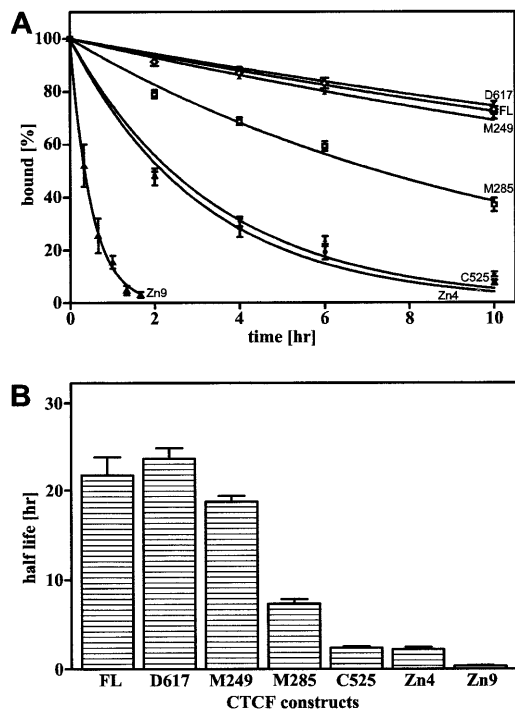 A
100
80
60
40
20
0
bound [%]
D617
FL
M249
M285
C525
Zn4
Zn9
0 2 4 6 8 10
time [hr]
B
30
20
10
0
half life [hr]
FL D617 M249 M285 C525 Zn4 Zn9
CTCF constructs